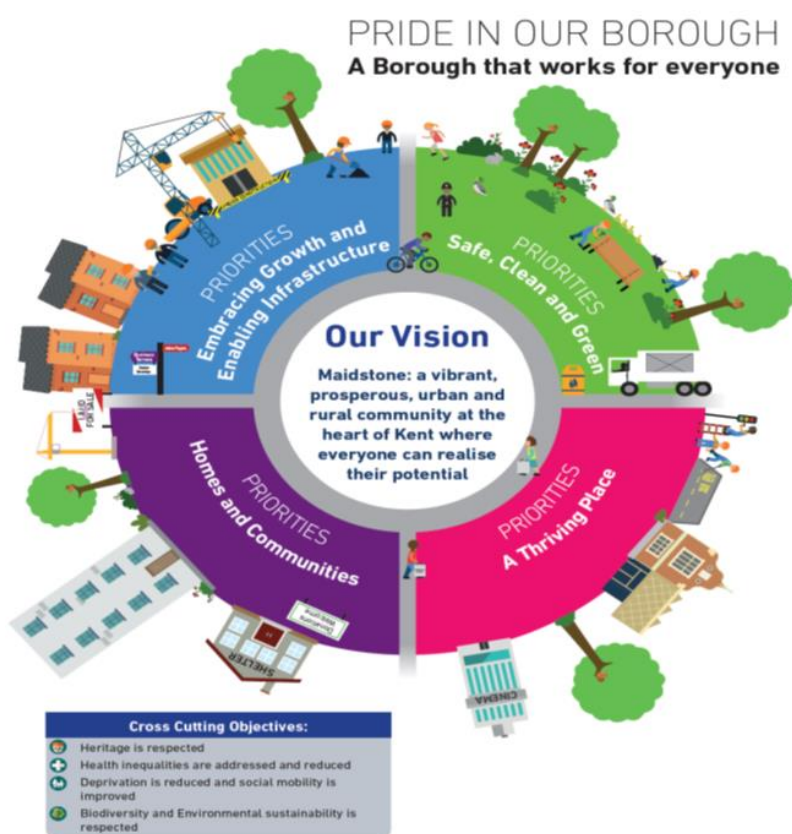 PRIDE IN OUR BOROUGH
A Borough that works for everyone
PRIORITIES
Embracing Growth and
Enabling Infrastructure
PRIORITIES
Safe, Clean and Green
Our Vision
Maidstone: a vibrant,
prosperous, urban and
rural community at the
heart of Kent where
everyone can realise
their potential
LAND
FOR SALE
PRIORITIES
Homes and Communities
PRIORITIES
A Thriving Place
Donations
Welcome
SHELTER
CINEMA
Cross Cutting Objectives:
Heritage is respected
Health inequalities are addressed and reduced
Deprivation is reduced and social mobility is
improved
Biodiversity and Environmental sustainability is
respected